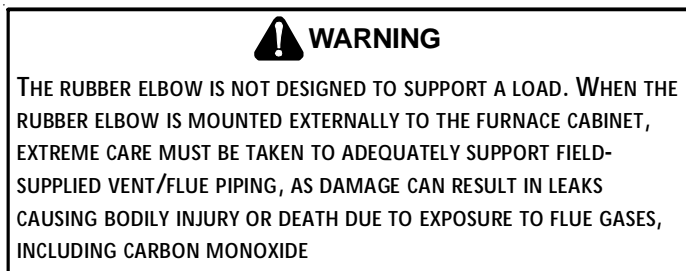 WARNING
THE RUBBER ELBOW IS NOT DESIGNED TO SUPPORT A LOAD. WHEN THE
RUBBER ELBOW IS MOUNTED EXTERNALLY TO THE FURNACE CABINET,
EXTREME CARE MUST BE TAKEN TO ADEQUATELY SUPPORT FIELD-
SUPPLIED VENT/FLUE PIPING, AS DAMAGE CAN RESULT IN LEAKS
CAUSING BODILY INJURY OR DEATH DUE TO EXPOSURE TO FLUE GASES,
INCLUDING CARBON MONOXIDE